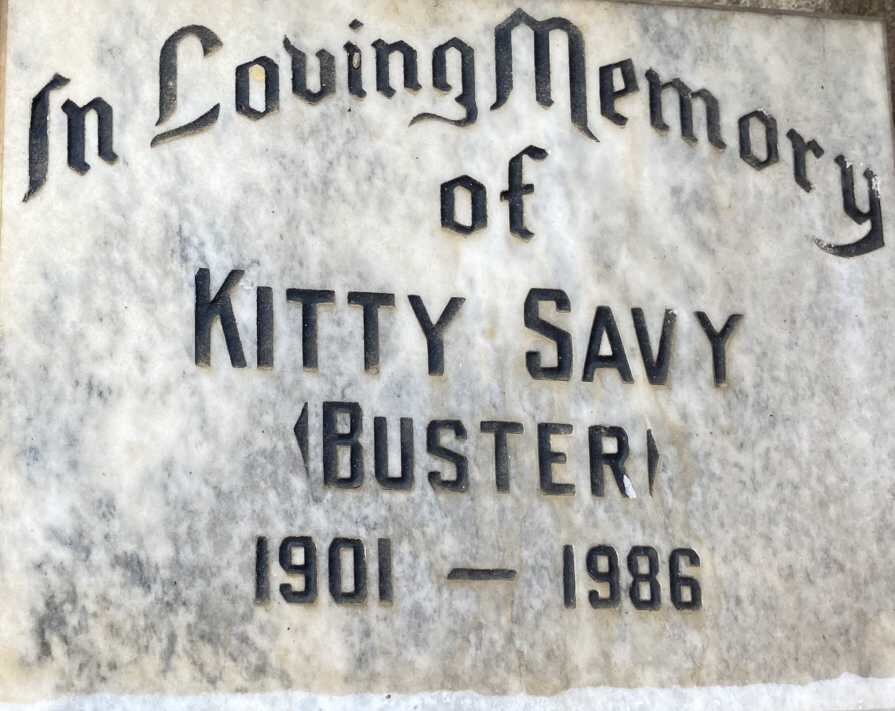 In Loving Memory
of
KITTY SAVY
(BUSTER)
1901 — 1986